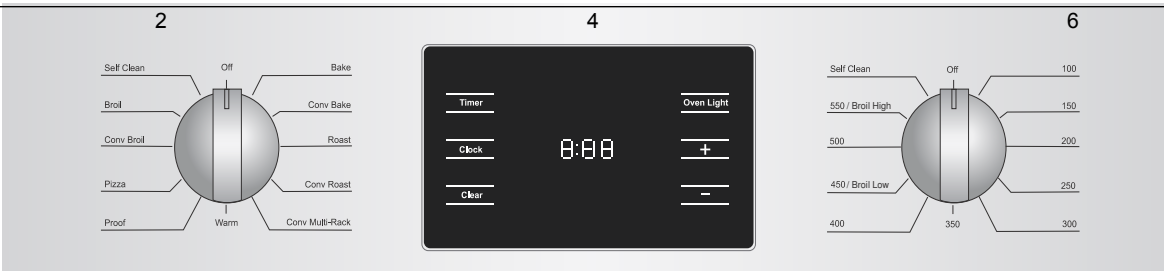 2
4
6
Self Clean
Off
Bake
Broil
Conv Bake
Conv Broil
Roast
Pizza
Conv Roast
Proof
Warm
Conv Multi-Rack
Timer
Oven Light
Clock
8:88
+
Clear
−
Self Clean
Off
100
550 / Broil High
150
500
200
450 / Broil Low
250
400
350
300